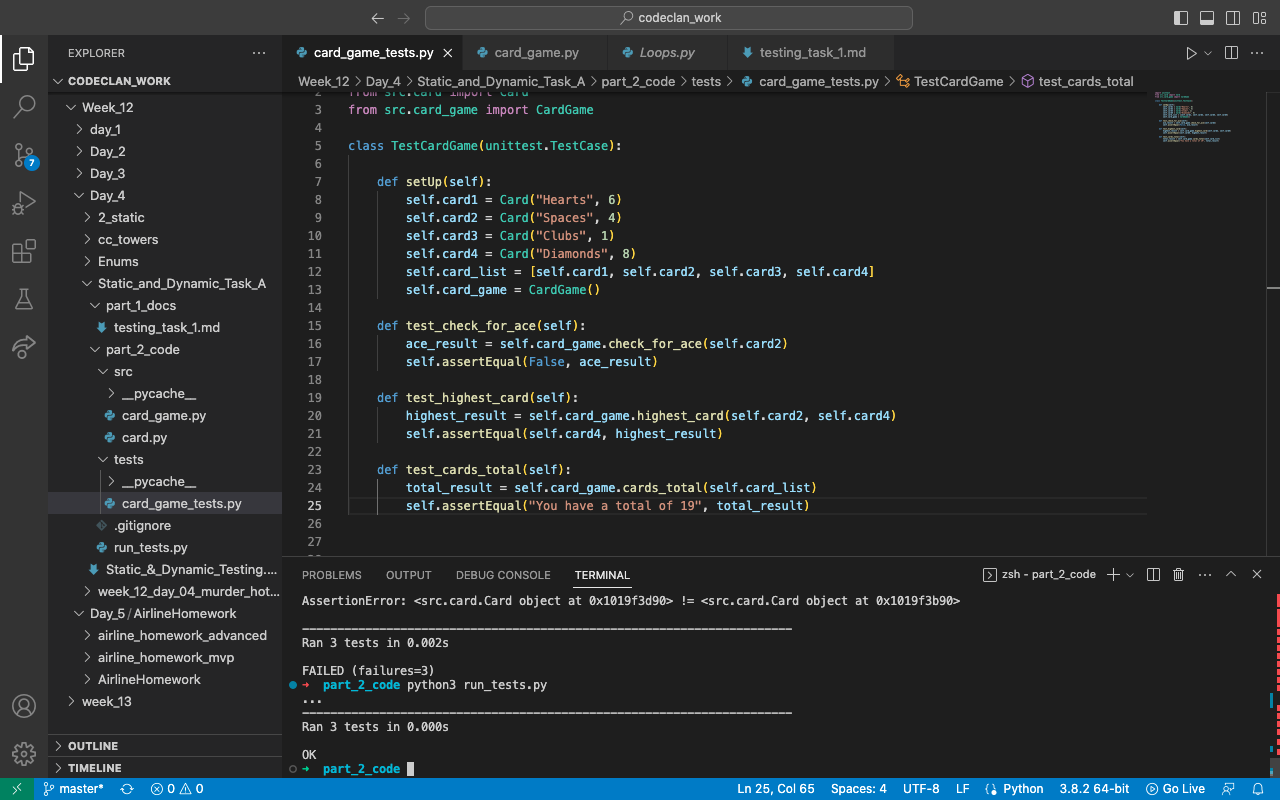 codeclan_work
EXPLORER
CODECLAN_WORK
Week_12
day_1
Day_2
Day_3
Day_4
2_static
cc_towers
Enums
Static_and_Dynamic_Task_A
part_1_docs
testing_task_1.md
part_2_code
src
__pycache__
card_game.py
card.py
tests
__pycache__
card_game_tests.py
.gitignore
run_tests.py
Static_&_Dynamic_Testing....
week_12_day_04_murder_hot...
Day_5/AirlineHomework
airline_homework_advanced
airline_homework_mvp
AirlineHomework
week_13
OUTLINE
TIMELINE
7
card_game_tests.py
card_game.py
Loops.py
testing_task_1.md
Week_12 > Day_4 > Static_and_Dynamic_Task_A > part_2_code > tests > card_game_tests.py > TestCardGame > test_cards_total
2 from src.card import Card
3 from src.card_game import CardGame
4
5 class TestCardGame(unittest.TestCase):
6
7 def setUp(self):
8 self.card1 = Card("Hearts", 6)
9 self.card2 = Card("Spaces", 4)
10 self.card3 = Card("Clubs", 1)
11 self.card4 = Card("Diamonds", 8)
12 self.card_list = [self.card1, self.card2, self.card3, self.card4]
13 self.card_game = CardGame()
14
15 def test_check_for_ace(self):
16 ace_result = self.card_game.check_for_ace(self.card2)
17 self.assertEqual(False, ace_result)
18
19 def test_highest_card(self):
20 highest_result = self.card_game.highest_card(self.card2, self.card4)
21 self.assertEqual(self.card4, highest_result)
22
23 def test_cards_total(self):
24 total_result = self.card_game.cards_total(self.card_list)
25 self.assertEqual("You have a total of 19", total_result)
26
27
PROBLEMS OUTPUT DEBUG CONSOLE TERMINAL
zsh - part_2_code
AssertionError: <src.card.Card object at 0x1019f3d90> != <src.card.Card object at 0x1019f3b90>
----------------------------------------------------------------------
Ran 3 tests in 0.002s
FAILED (failures=3)
➜ part_2_code python3 run_tests.py
...
----------------------------------------------------------------------
Ran 3 tests in 0.000s
OK
➜ part_2_code
master* 0 0 Ln 25, Col 65 Spaces: 4 UTF-8 LF Python 3.8.2 64-bit Go Live